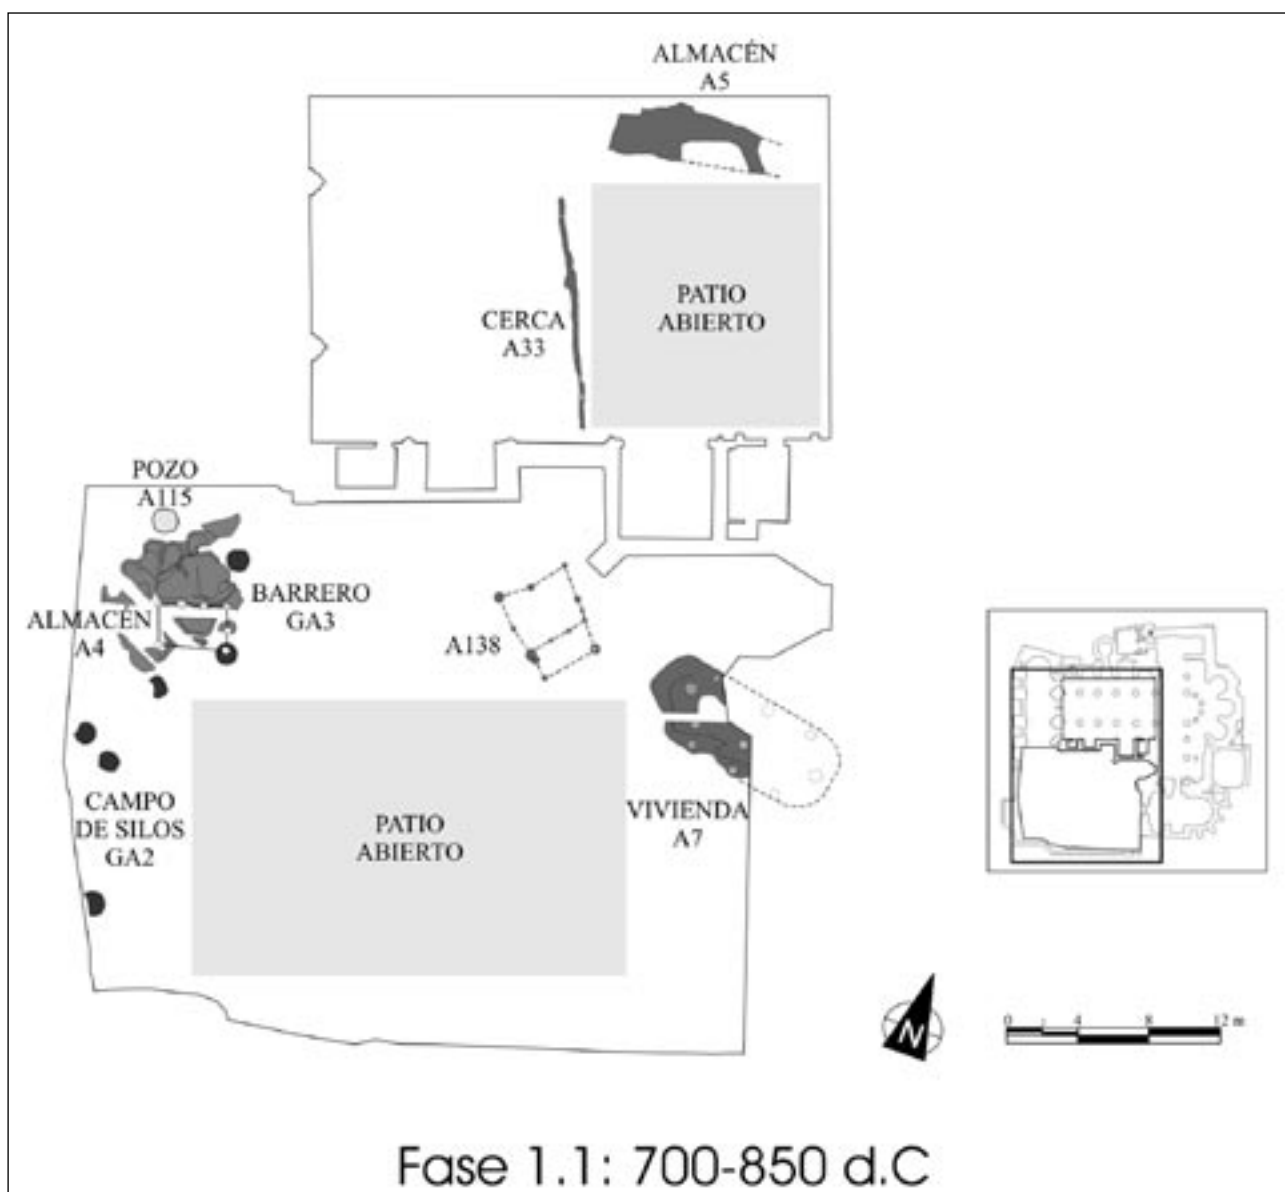 ALMACÉN
A5
PATIO
ABIERTO
CERCA
A33
POZO
A115
BARRERO
GA3
ALMACÉN
A4
A138
CAMPO
DE SILOS
GA2
PATIO
ABIERTO
VIVIENDA
A7
N
0 4 8 12 m
Fase 1.1: 700-850 d.C